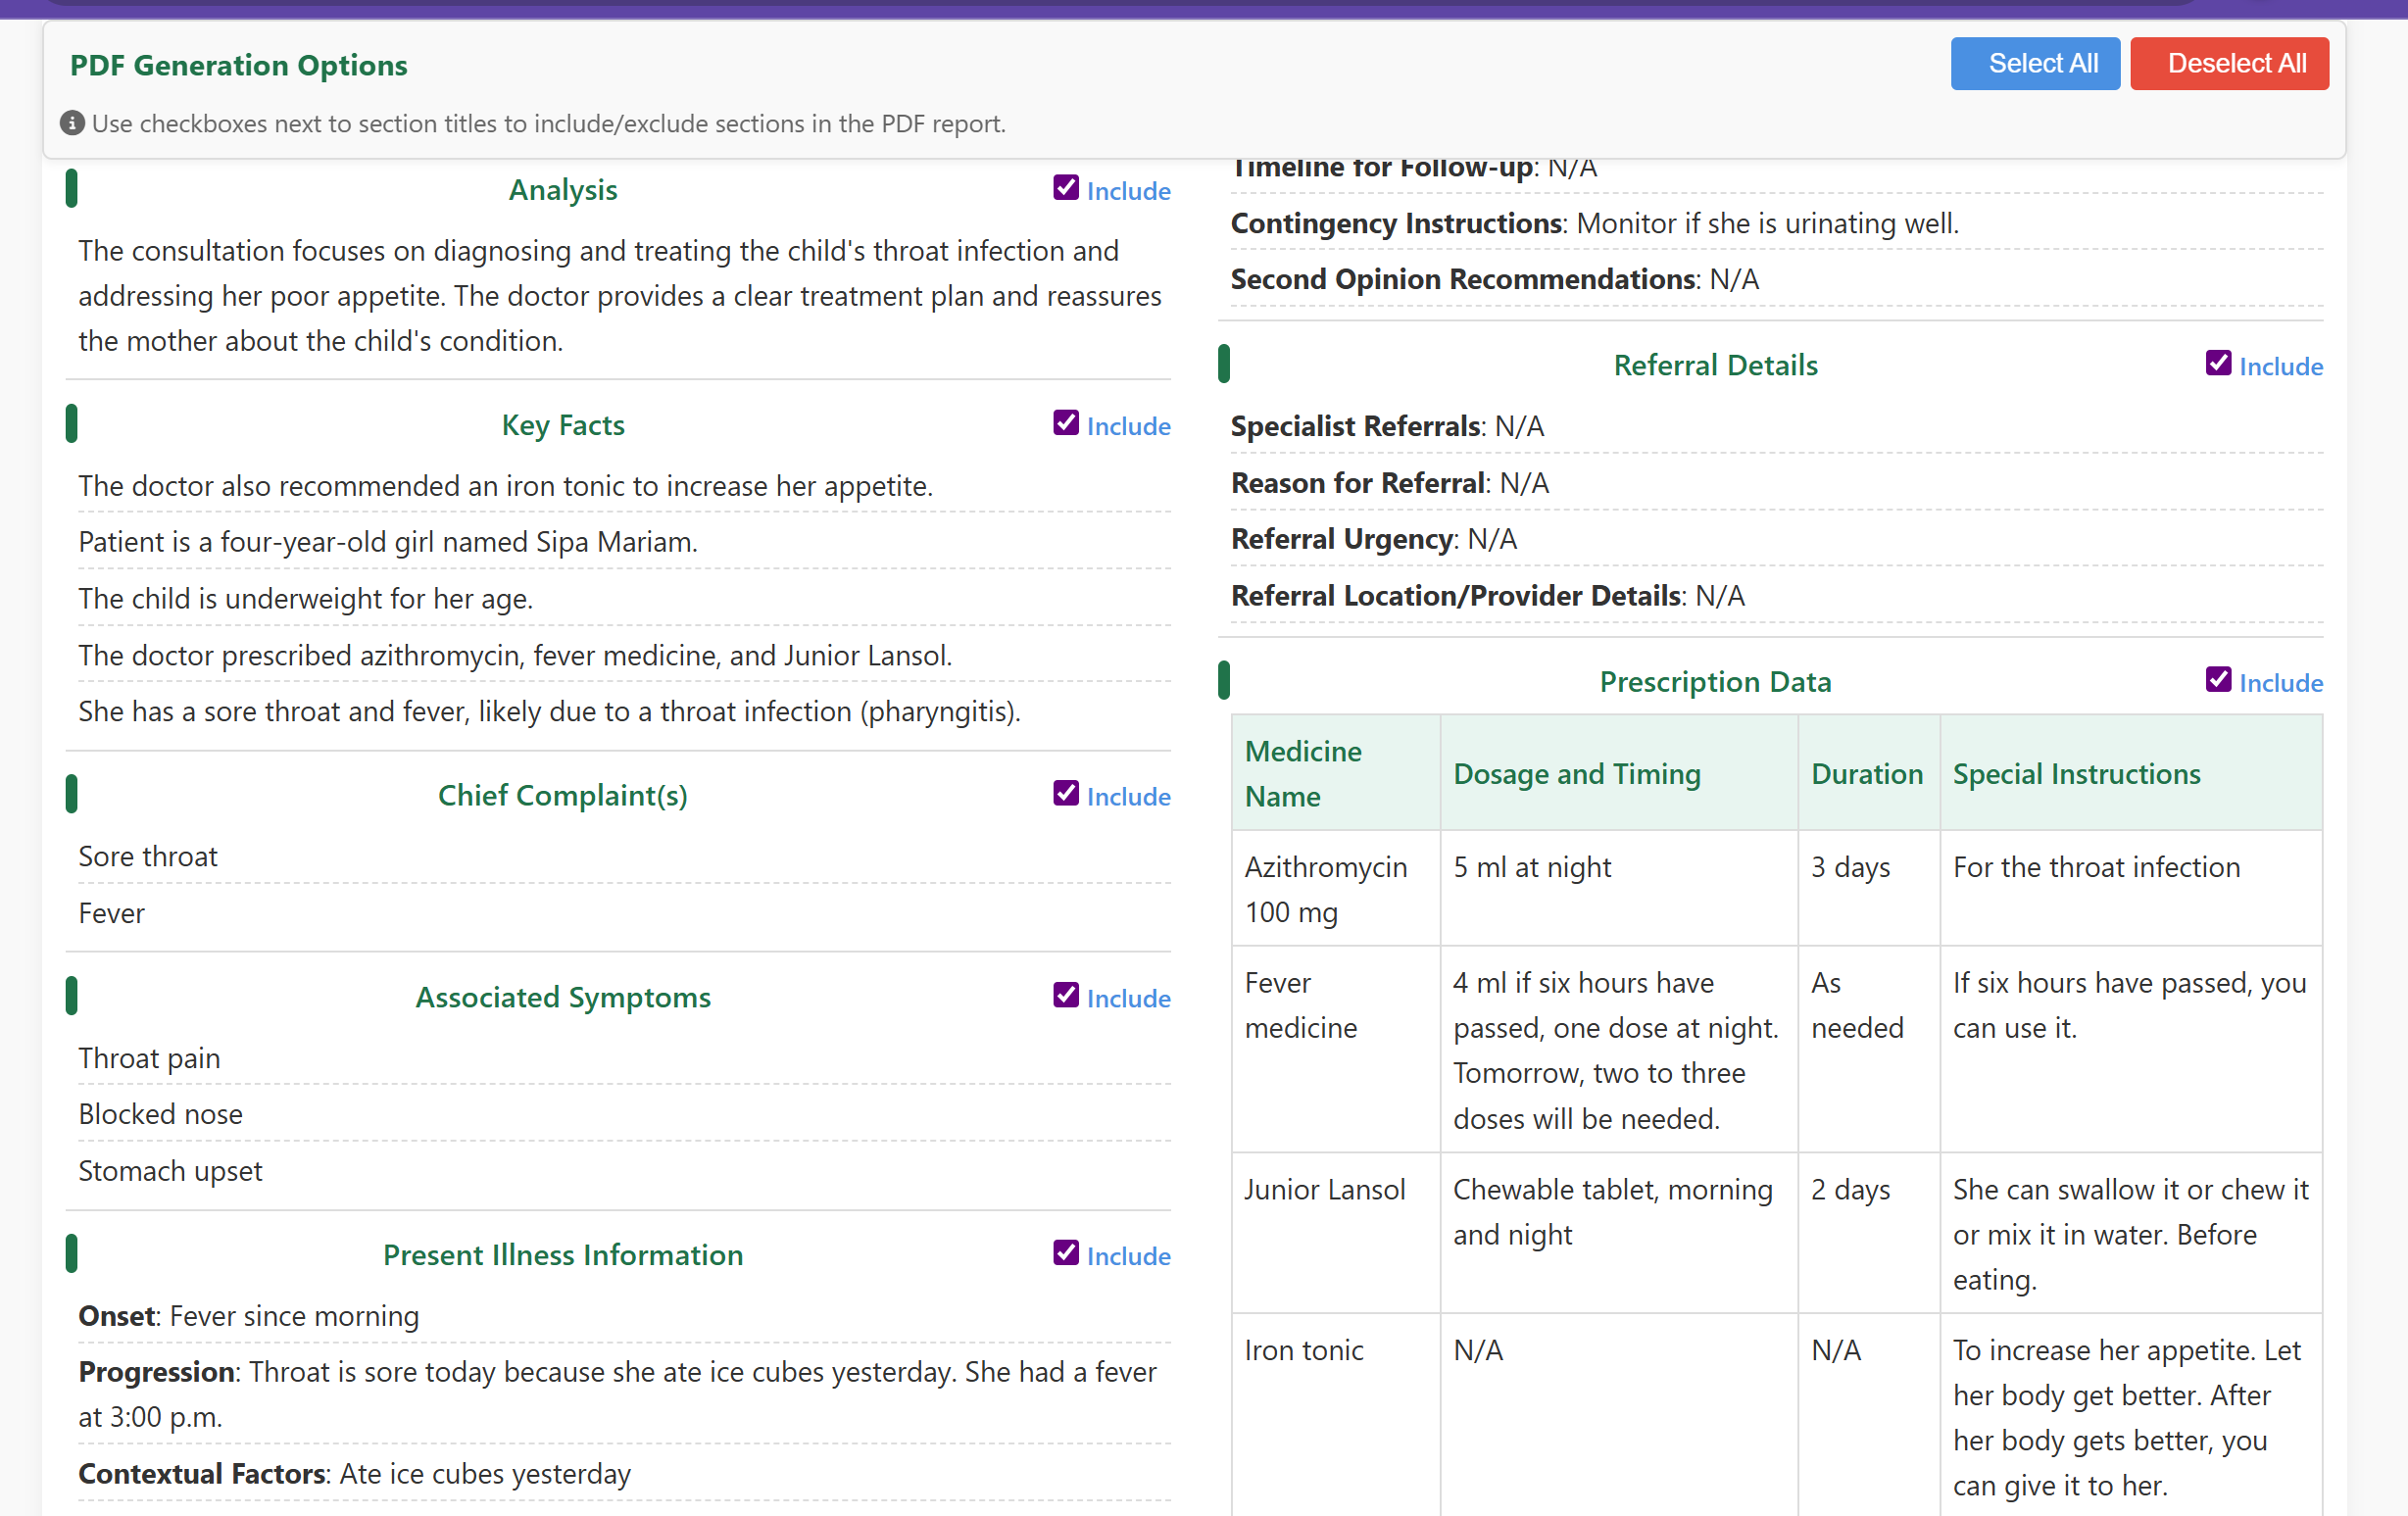 PDF Generation Options
Select All
Deselect All
Use checkboxes next to section titles to include/exclude sections in the PDF report.
Analysis
Include
The consultation focuses on diagnosing and treating the child's throat infection and
addressing her poor appetite. The doctor provides a clear treatment plan and reassures
the mother about the child's condition.
Key Facts
Include
The doctor also recommended an iron tonic to increase her appetite.
Patient is a four-year-old girl named Sipa Mariam.
The child is underweight for her age.
The doctor prescribed azithromycin, fever medicine, and Junior Lansol.
She has a sore throat and fever, likely due to a throat infection (pharyngitis).
Chief Complaint(s)
Include
Sore throat
Fever
Associated Symptoms
Include
Throat pain
Blocked nose
Stomach upset
Present Illness Information
Include
Onset: Fever since morning
Progression: Throat is sore today because she ate ice cubes yesterday. She had a fever
at 3:00 p.m.
Contextual Factors: Ate ice cubes yesterday
Timeline for Follow-up: N/A
Contingency Instructions: Monitor if she is urinating well.
Second Opinion Recommendations: N/A
Referral Details
Include
Specialist Referrals: N/A
Reason for Referral: N/A
Referral Urgency: N/A
Referral Location/Provider Details: N/A
Prescription Data
Include
Medicine
Name
Dosage and Timing
Duration
Special Instructions
Azithromycin
100 mg
5 ml at night
3 days
For the throat infection
Fever
medicine
4 ml if six hours have
passed, one dose at night.
Tomorrow, two to three
doses will be needed.
As
needed
If six hours have passed, you
can use it.
Junior Lansol
Chewable tablet, morning
and night
2 days
She can swallow it or chew it
or mix it in water. Before
eating.
Iron tonic
N/A
N/A
To increase her appetite. Let
her body get better. After
her body gets better, you
can give it to her.